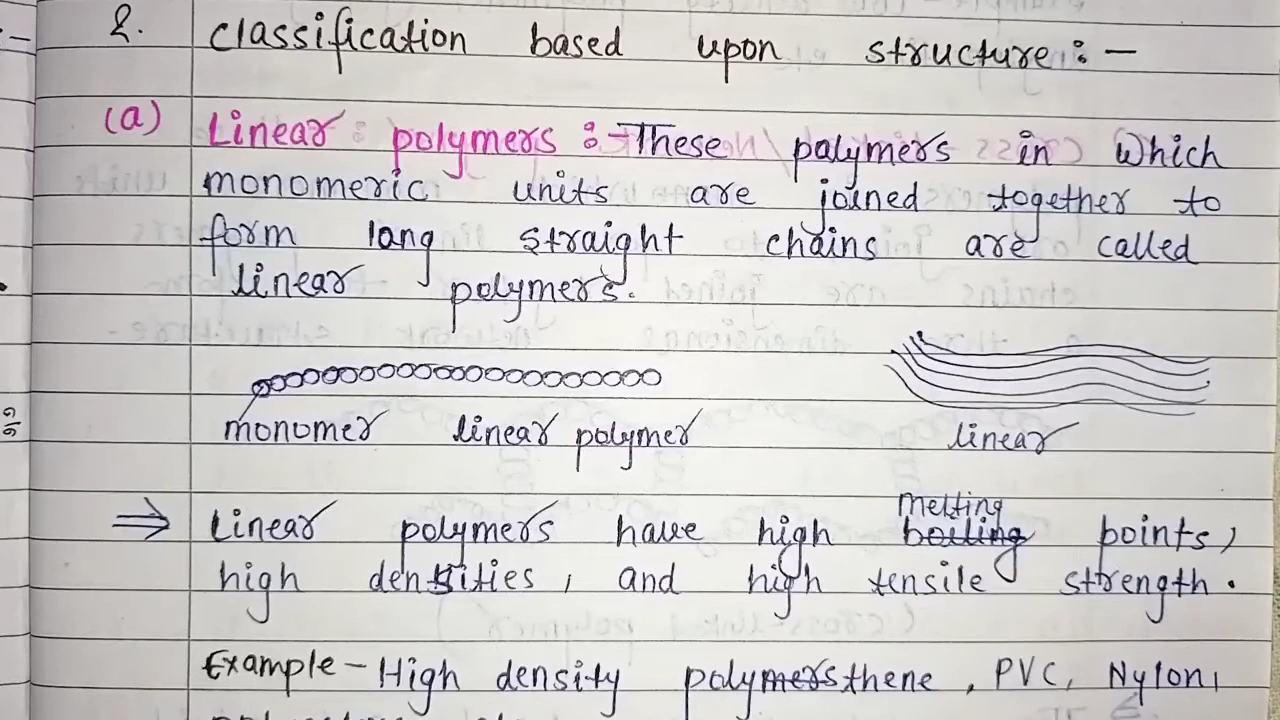 2. Classification based upon structure:-
(a) Linear polymers :- These polymers in which
monomeric units are joined together to
form long straight chains are called
linear polymers.
monomer linear polymer linear
melting
⇒ Linear polymers have high boiling points,
high densities, and high tensile strength.
Example - High density polymersthene, PVC, Nylon,